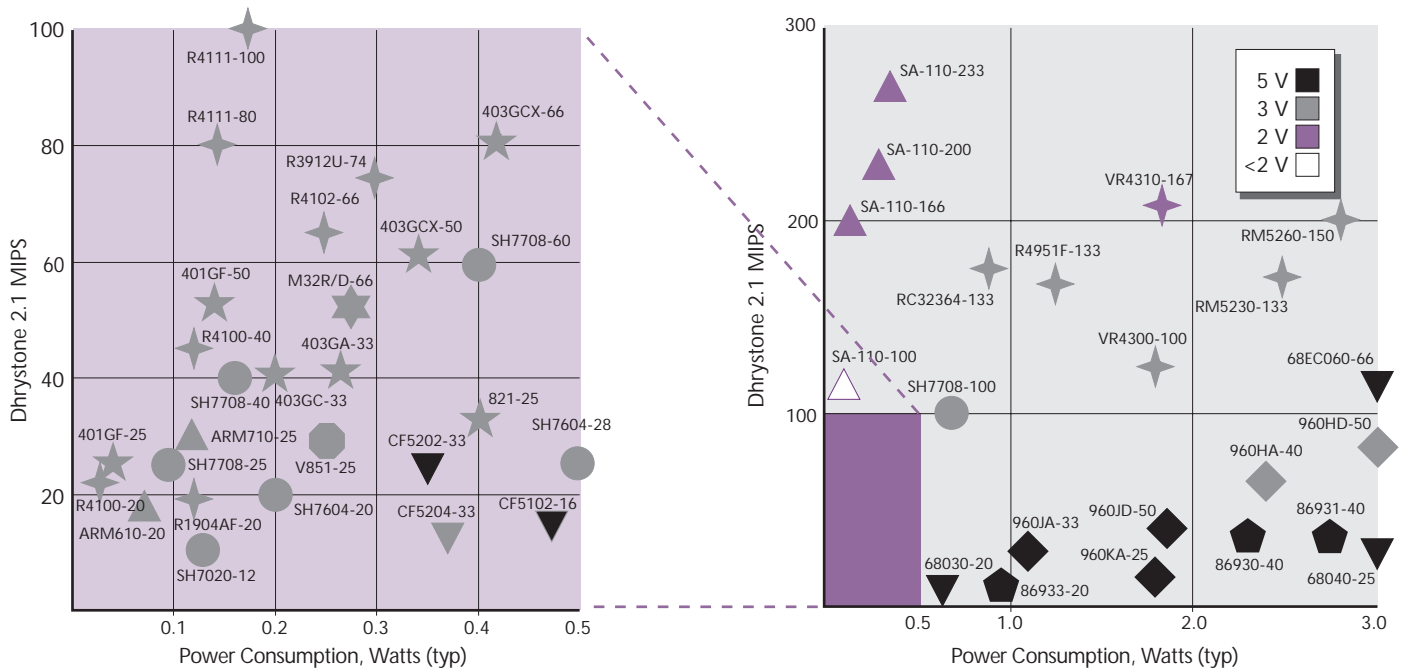 100
80
60
40
20
Dhrystone 2.1 MIPS
R4111-100
R4111-80
403GCX-66
R3912U-74
R4102-66
403GCX-50
SH7708-60
401GF-50
M32R/D-66
R4100-40
403GA-33
SH7708-40
403GC-33
821-25
401GF-25
ARM710-25
SH7604-28
CF5202-33
SH7708-25
V851-25
R4100-20
SH7604-20
CF5204-33
CF5102-16
R1904AF-20
ARM610-20
SH7020-12
0.1
0.2
0.3
0.4
0.5
Power Consumption, Watts (typ)
300
200
100
Dhrystone 2.1 MIPS
5 V
3 V
2 V
<2 V
SA-110-233
SA-110-200
VR4310-167
SA-110-166
RM5260-150
R4951F-133
RC32364-133
RM5230-133
VR4300-100
SA-110-100
68EC060-66
SH7708-100
960HD-50
960HA-40
960JD-50
86931-40
960JA-33
960KA-25
68030-20
86930-40
68040-25
86933-20
0.5
1.0
2.0
3.0
Power Consumption, Watts (typ)